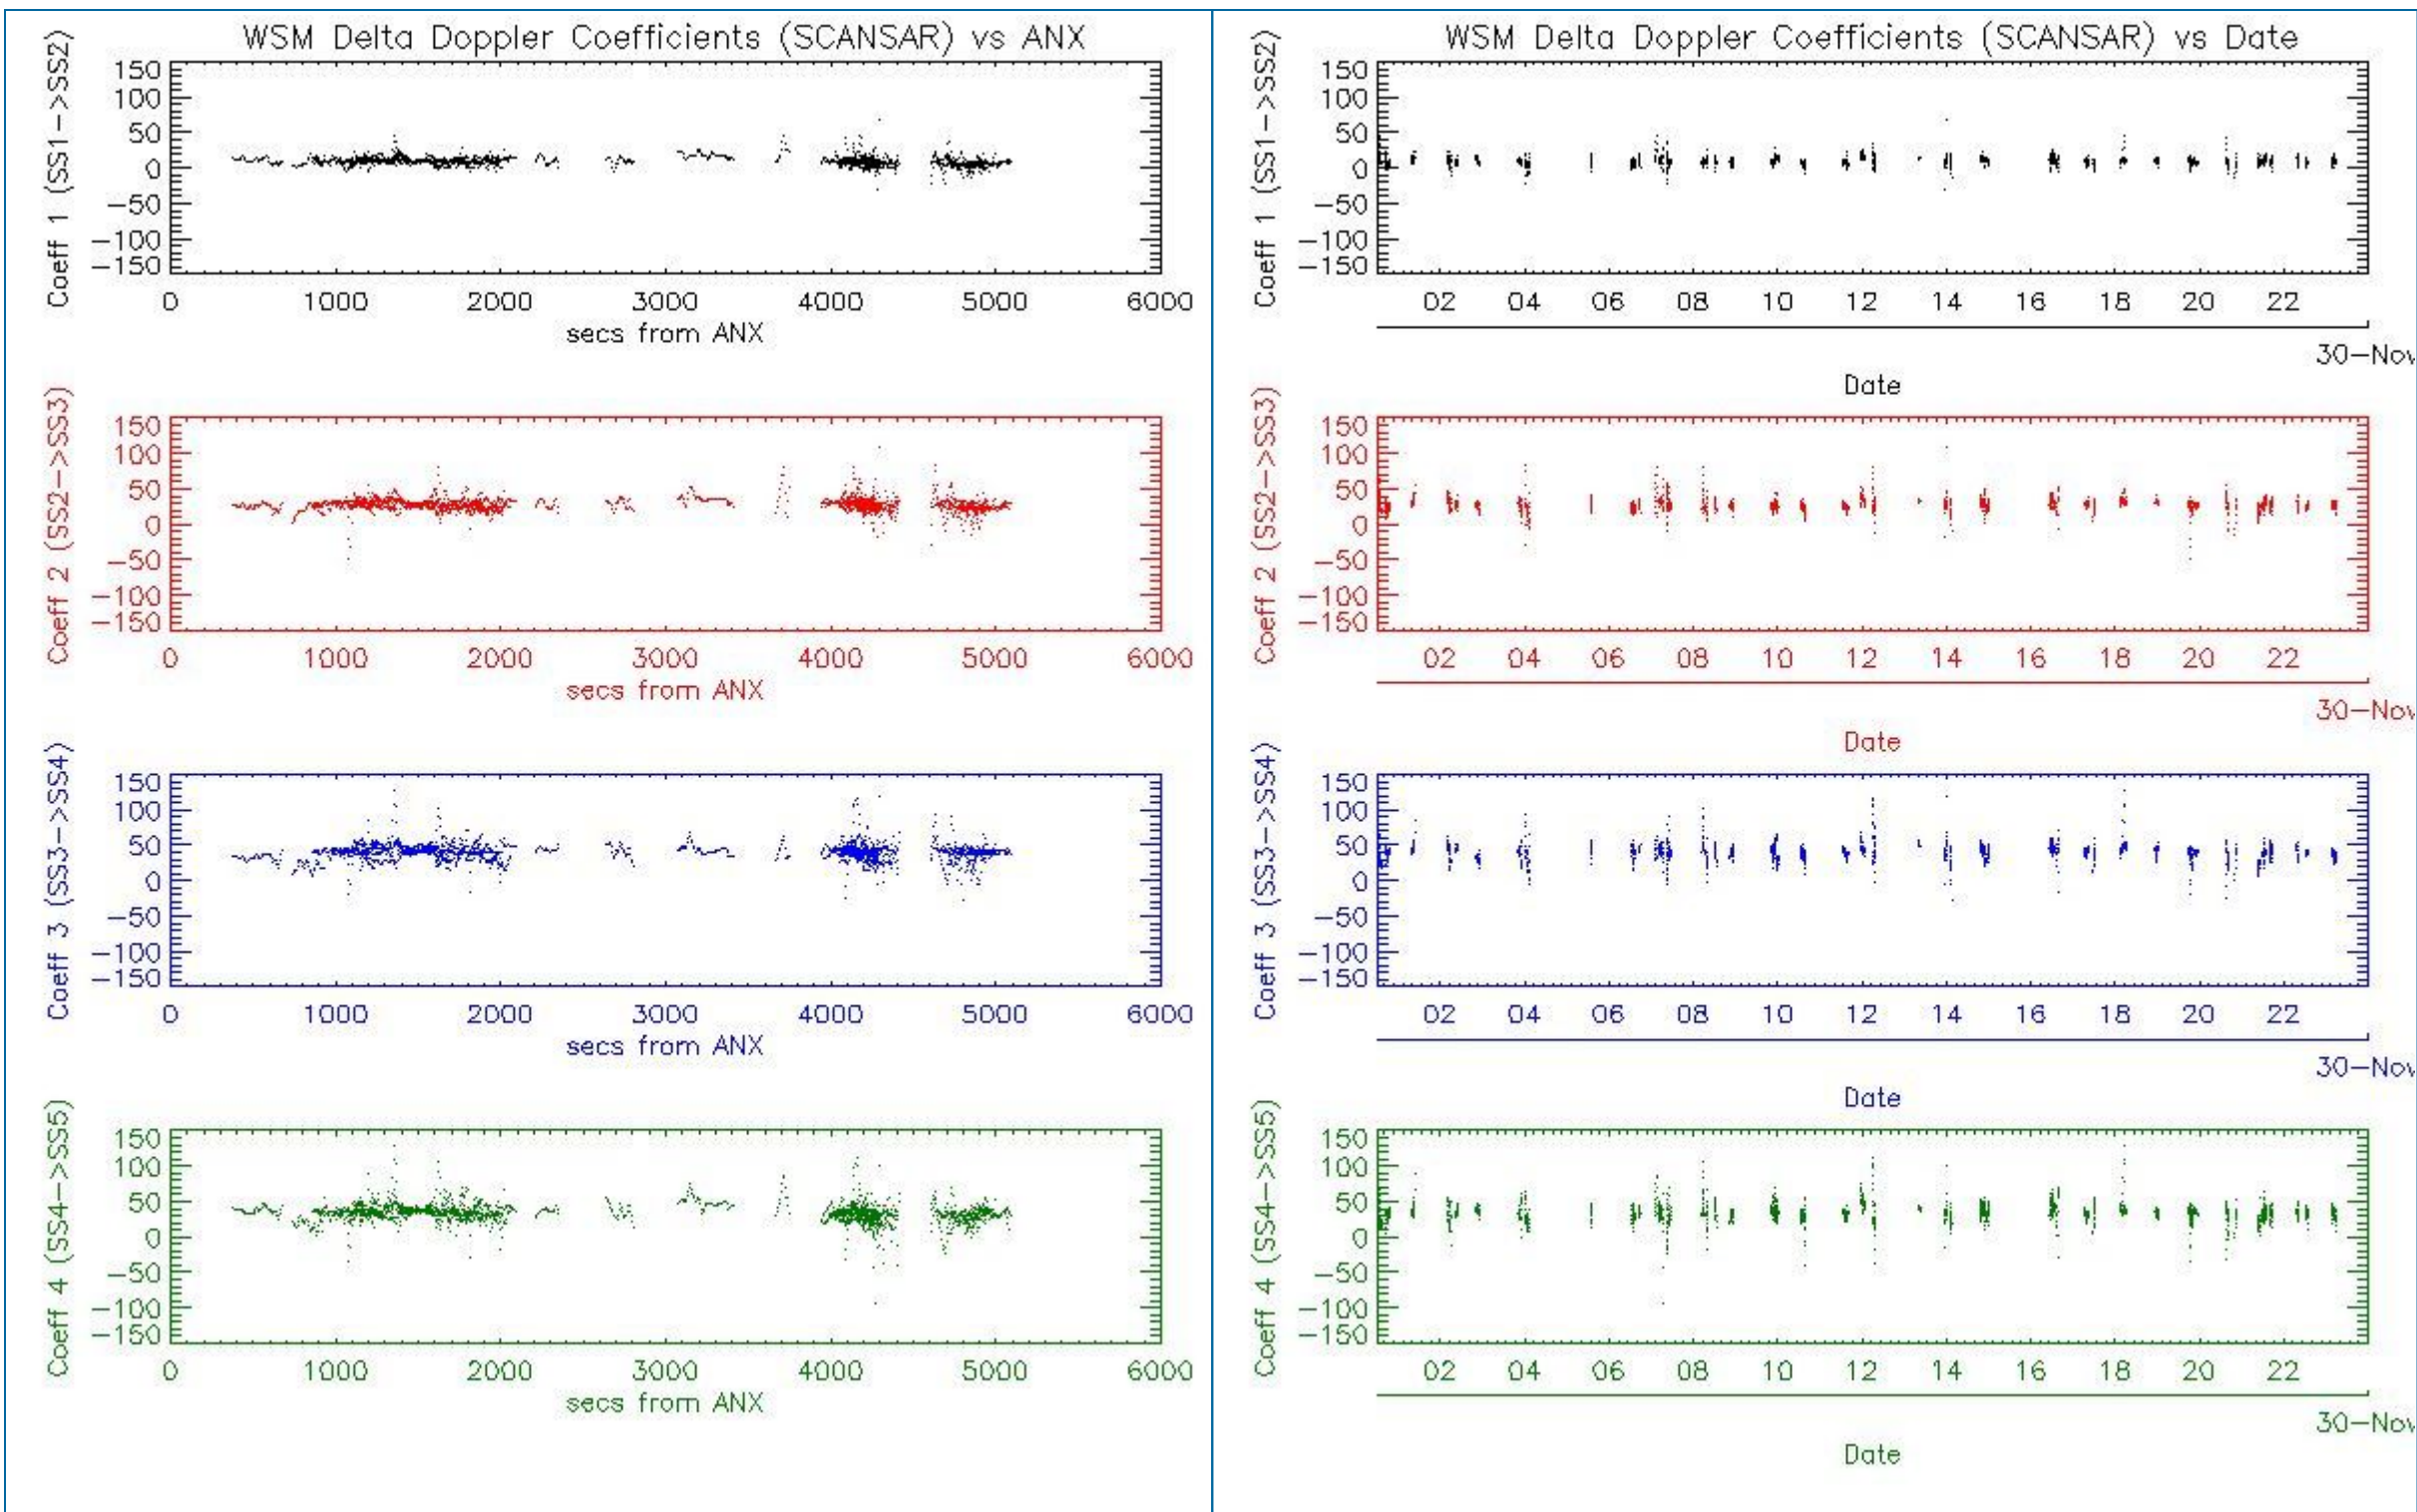 WSM Delta Doppler Coefficients (SCANSAR) vs ANX
Coeff 1 (SS1->SS2)
150
100
50
0
-50
-100
-150
0 1000 2000 3000 4000 5000 6000
secs from ANX
Coeff 2 (SS2->SS3)
150
100
50
0
-50
-100
-150
0 1000 2000 3000 4000 5000 6000
secs from ANX
Coeff 3 (SS3->SS4)
150
100
50
0
-50
-100
-150
0 1000 2000 3000 4000 5000 6000
secs from ANX
Coeff 4 (SS4->SS5)
150
100
50
0
-50
-100
-150
0 1000 2000 3000 4000 5000 6000
secs from ANX
WSM Delta Doppler Coefficients (SCANSAR) vs Date
Coeff 1 (SS1->SS2)
150
100
50
0
-50
-100
-150
02 04 06 08 10 12 14 16 18 20 22
30-Nov
Date
Coeff 2 (SS2->SS3)
150
100
50
0
-50
-100
-150
02 04 06 08 10 12 14 16 18 20 22
30-Nov
Date
Coeff 3 (SS3->SS4)
150
100
50
0
-50
-100
-150
02 04 06 08 10 12 14 16 18 20 22
30-Nov
Date
Coeff 4 (SS4->SS5)
150
100
50
0
-50
-100
-150
02 04 06 08 10 12 14 16 18 20 22
30-Nov
Date